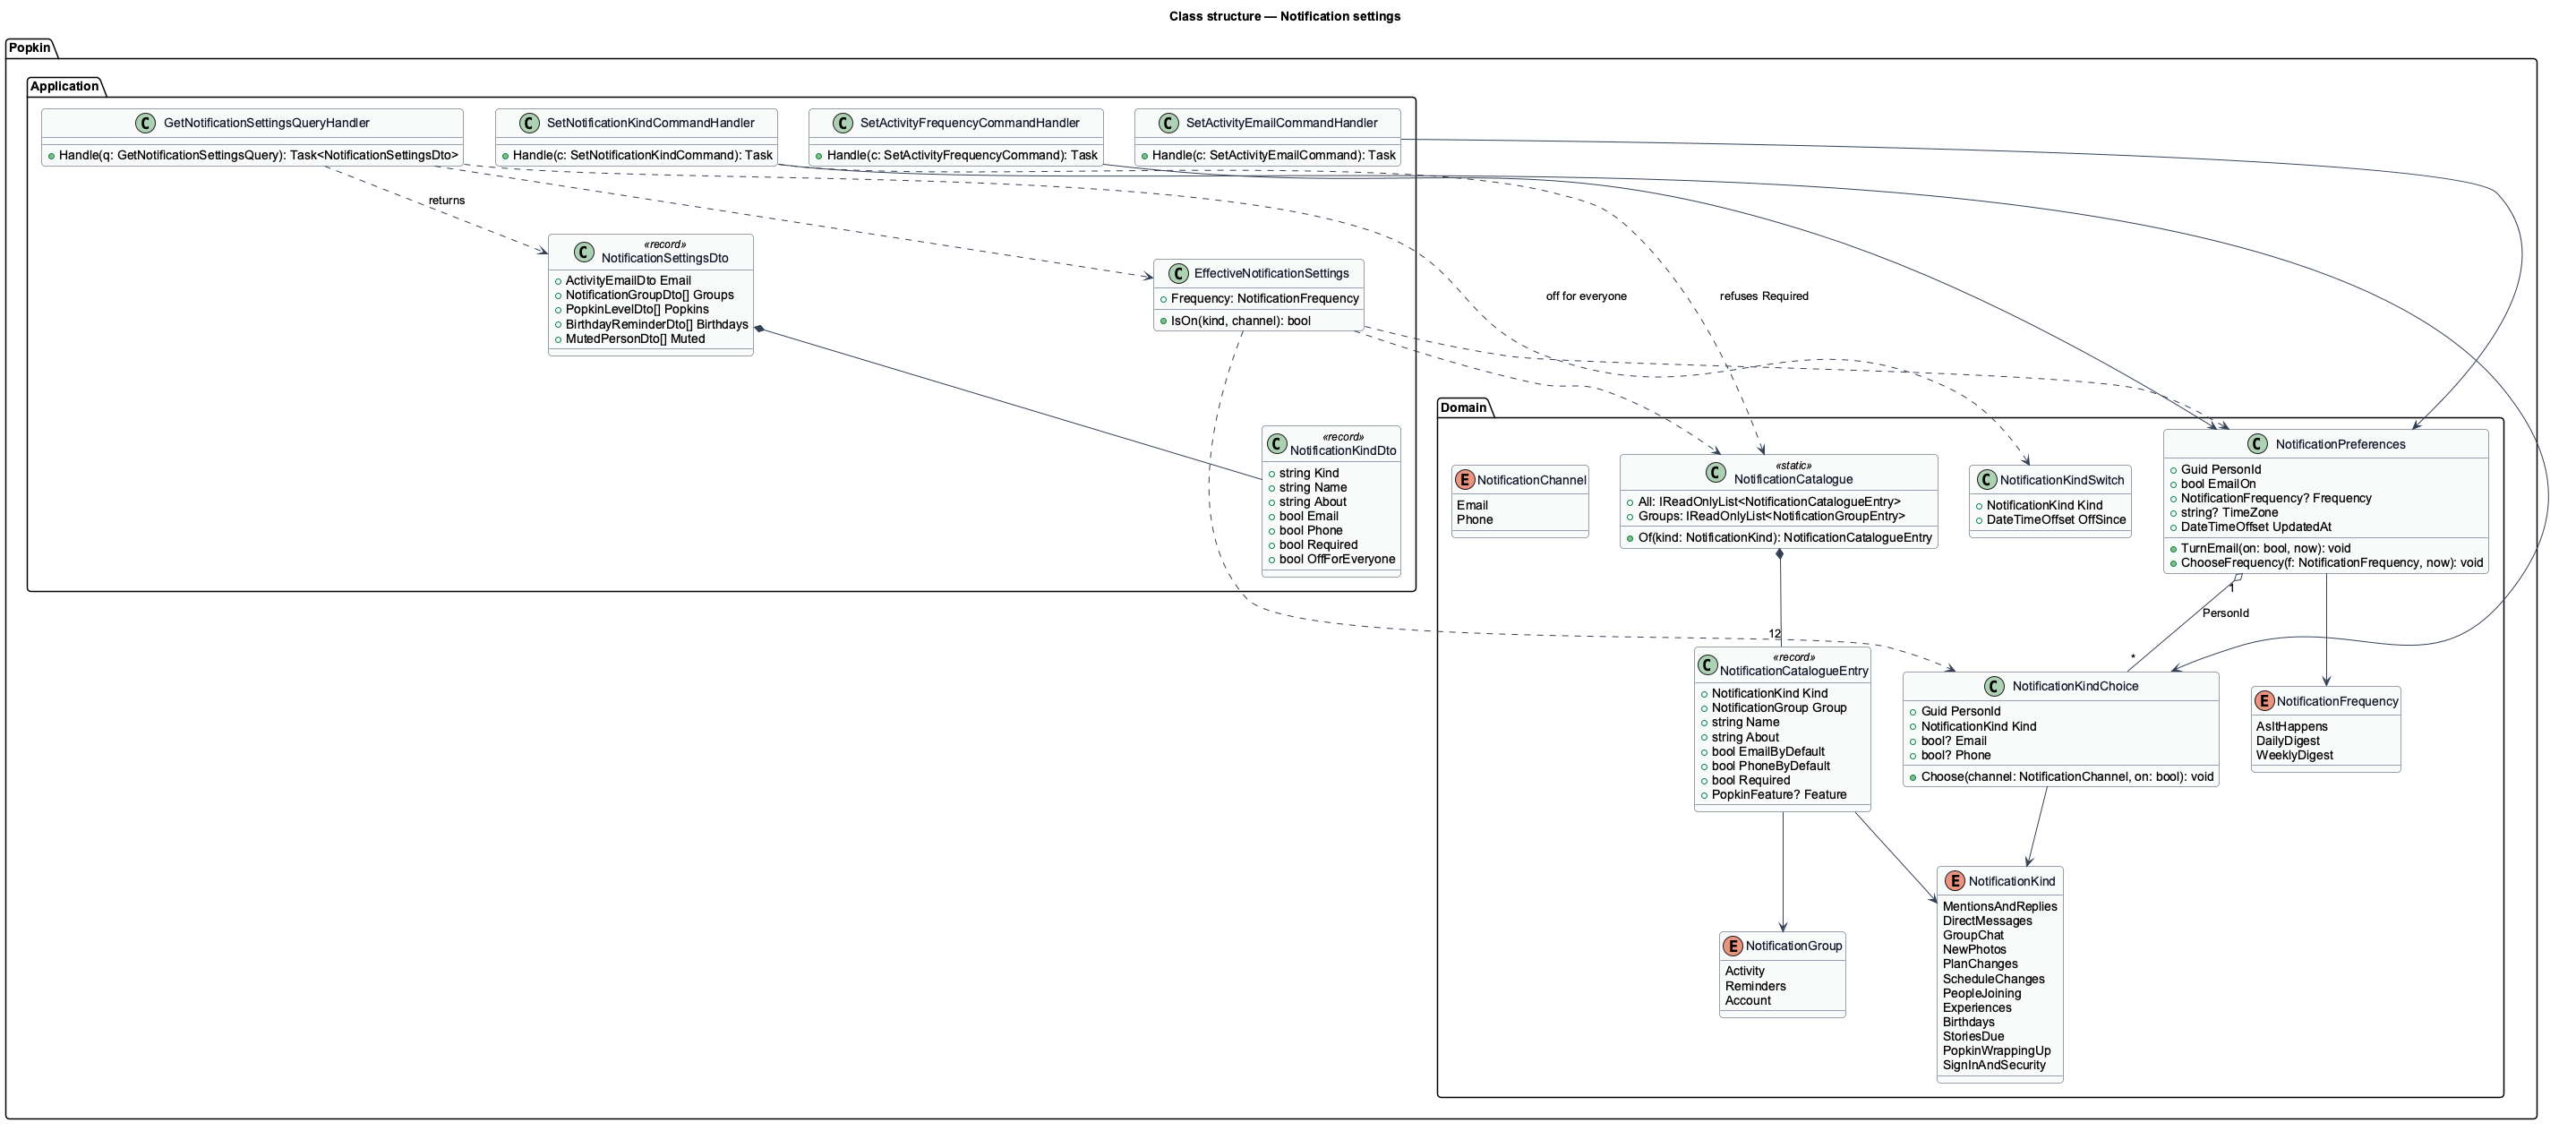 Class structure — Notification settings
Popkin
Application
C GetNotificationSettingsQueryHandler
Handle(q: GetNotificationSettingsQuery): Task<NotificationSettingsDto>
C SetNotificationKindCommandHandler
Handle(c: SetNotificationKindCommand): Task
C SetActivityFrequencyCommandHandler
Handle(c: SetActivityFrequencyCommand): Task
C SetActivityEmailCommandHandler
Handle(c: SetActivityEmailCommand): Task
returns
«record»
C NotificationSettingsDto
ActivityEmailDto Email
NotificationGroupDto[] Groups
PopkinLevelDto[] Popkins
BirthdayReminderDto[] Birthdays
MutedPersonDto[] Muted
C EffectiveNotificationSettings
Frequency: NotificationFrequency
IsOn(kind, channel): bool
off for everyone
refuses Required
«record»
C NotificationKindDto
string Kind
string Name
string About
bool Email
bool Phone
bool Required
bool OffForEveryone
Domain
E NotificationChannel
Email
Phone
«static»
C NotificationCatalogue
All: IReadOnlyList<NotificationCatalogueEntry>
Groups: IReadOnlyList<NotificationGroupEntry>
Of(kind: NotificationKind): NotificationCatalogueEntry
C NotificationKindSwitch
NotificationKind Kind
DateTimeOffset OffSince
C NotificationPreferences
Guid PersonId
bool EmailOn
NotificationFrequency? Frequency
string? TimeZone
DateTimeOffset UpdatedAt
TurnEmail(on: bool, now): void
ChooseFrequency(f: NotificationFrequency, now): void
1
PersonId
*
12
«record»
C NotificationCatalogueEntry
NotificationKind Kind
NotificationGroup Group
string Name
string About
bool EmailByDefault
bool PhoneByDefault
bool Required
PopkinFeature? Feature
C NotificationKindChoice
Guid PersonId
NotificationKind Kind
bool? Email
bool? Phone
Choose(channel: NotificationChannel, on: bool): void
E NotificationFrequency
AsItHappens
DailyDigest
WeeklyDigest
E NotificationGroup
Activity
Reminders
Account
E NotificationKind
MentionsAndReplies
DirectMessages
GroupChat
NewPhotos
PlanChanges
ScheduleChanges
PeopleJoining
Experiences
Birthdays
StoriesDue
PopkinWrappingUp
SignInAndSecurity